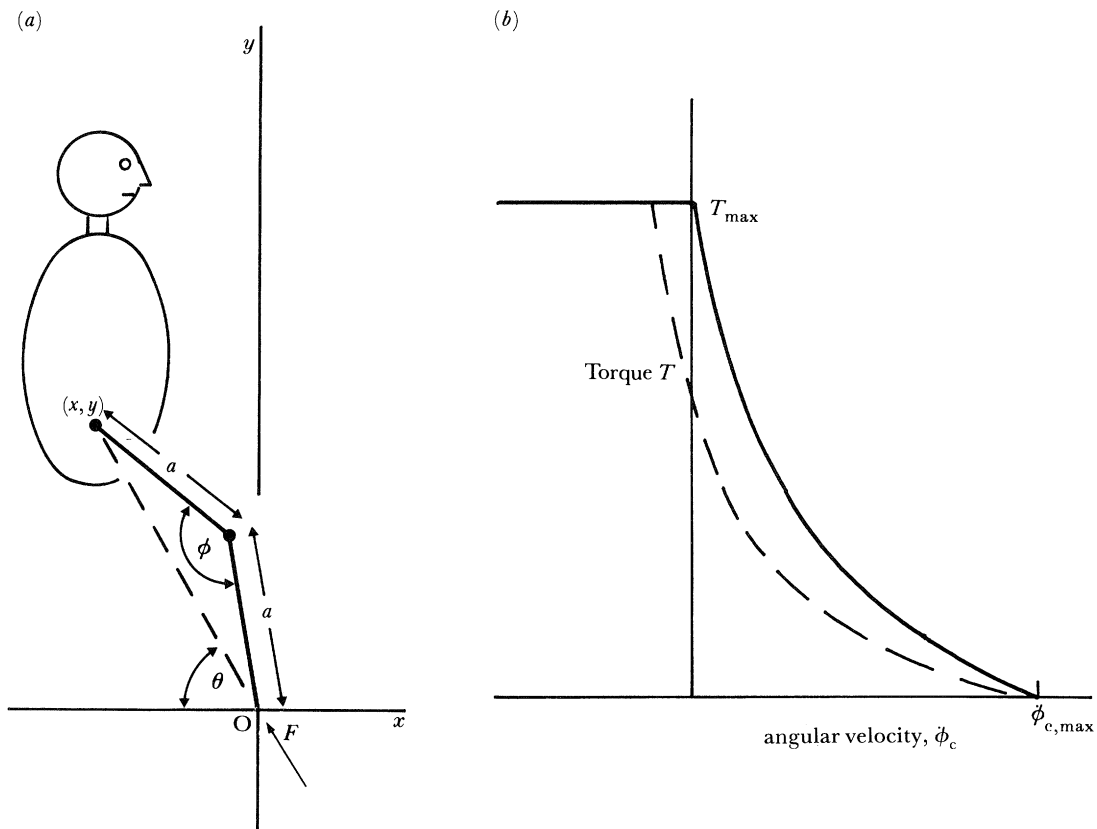 (a)
y
(x, y)
a
ϕ
a
θ
O
F
x
(b)
T_max
Torque T
ϕ̇_c,max
angular velocity, ϕ̇_c